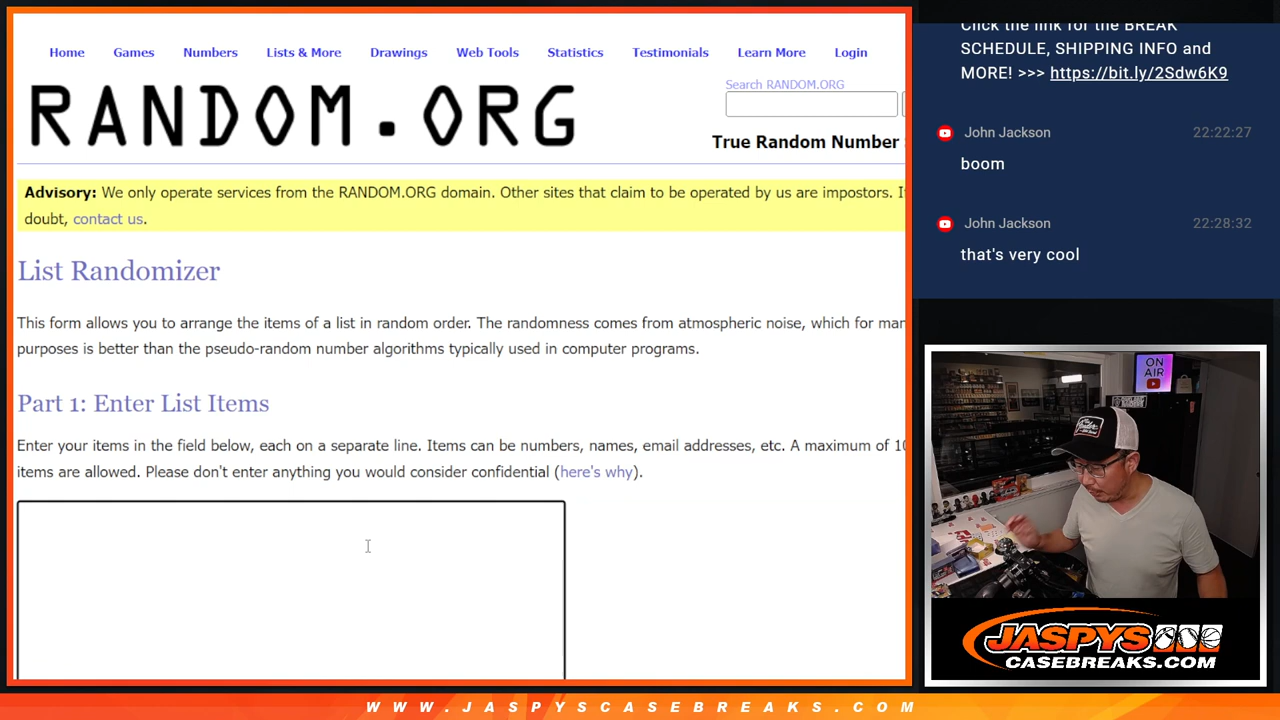 Home Games Numbers Lists & More Drawings Web Tools Statistics Testimonials Learn More Login
RANDOM.ORG
Search RANDOM.ORG
True Random Number
Advisory: We only operate services from the RANDOM.ORG domain. Other sites that claim to be operated by us are impostors. I
doubt, contact us.
List Randomizer
This form allows you to arrange the items of a list in random order. The randomness comes from atmospheric noise, which for man
purposes is better than the pseudo-random number algorithms typically used in computer programs.
Part 1: Enter List Items
Enter your items in the field below, each on a separate line. Items can be numbers, names, email addresses, etc. A maximum of 10
items are allowed. Please don't enter anything you would consider confidential (here's why).
Click the link for the BREAK
SCHEDULE, SHIPPING INFO and
MORE! >>> https://bit.ly/2Sdw6K9
John Jackson 22:22:27
boom
John Jackson 22:28:32
that's very cool
ON
AIR
JASPYS
CASEBREAKS.COM
WWW.JASPYSCASEBREAKS.COM